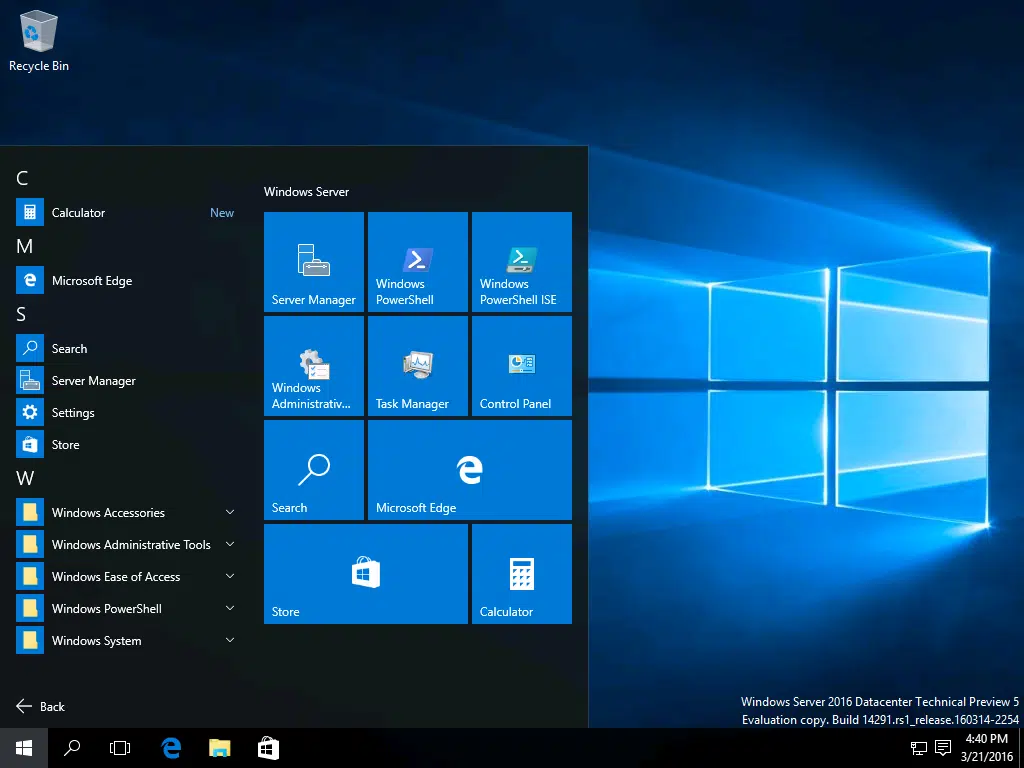 Recycle Bin
C
Calculator New
M
Microsoft Edge
S
Search
Server Manager
Settings
Store
W
Windows Accessories
Windows Administrative Tools
Windows Ease of Access
Windows PowerShell
Windows System
Back
Windows Server
Server Manager
Windows
PowerShell
Windows
PowerShell ISE
Windows
Administrativ...
Task Manager
Control Panel
Search
Microsoft Edge
Store
Calculator
Windows Server 2016 Datacenter Technical Preview 5
Evaluation copy. Build 14291.rs1_release.160314-2254
4:40 PM
3/21/2016